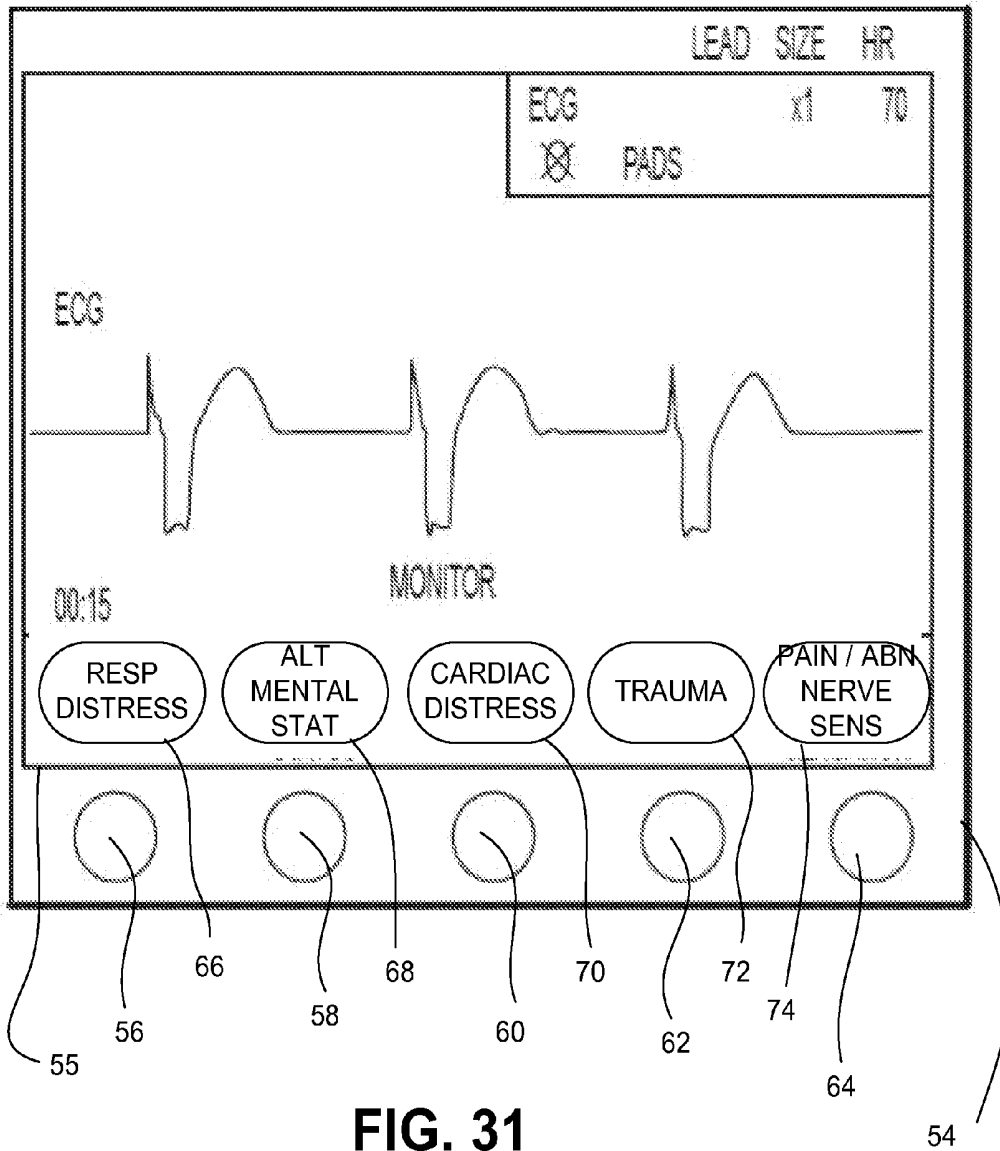 LEAD SIZE HR
ECG x1 70
PADS
ECG
MONITOR
00:15
RESP
DISTRESS
ALT
MENTAL
STAT
CARDIAC
DISTRESS
TRAUMA
PAIN / ABN
NERVE
SENS
66
68
70
72
74
56
58
60
62
64
55
54
FIG. 31